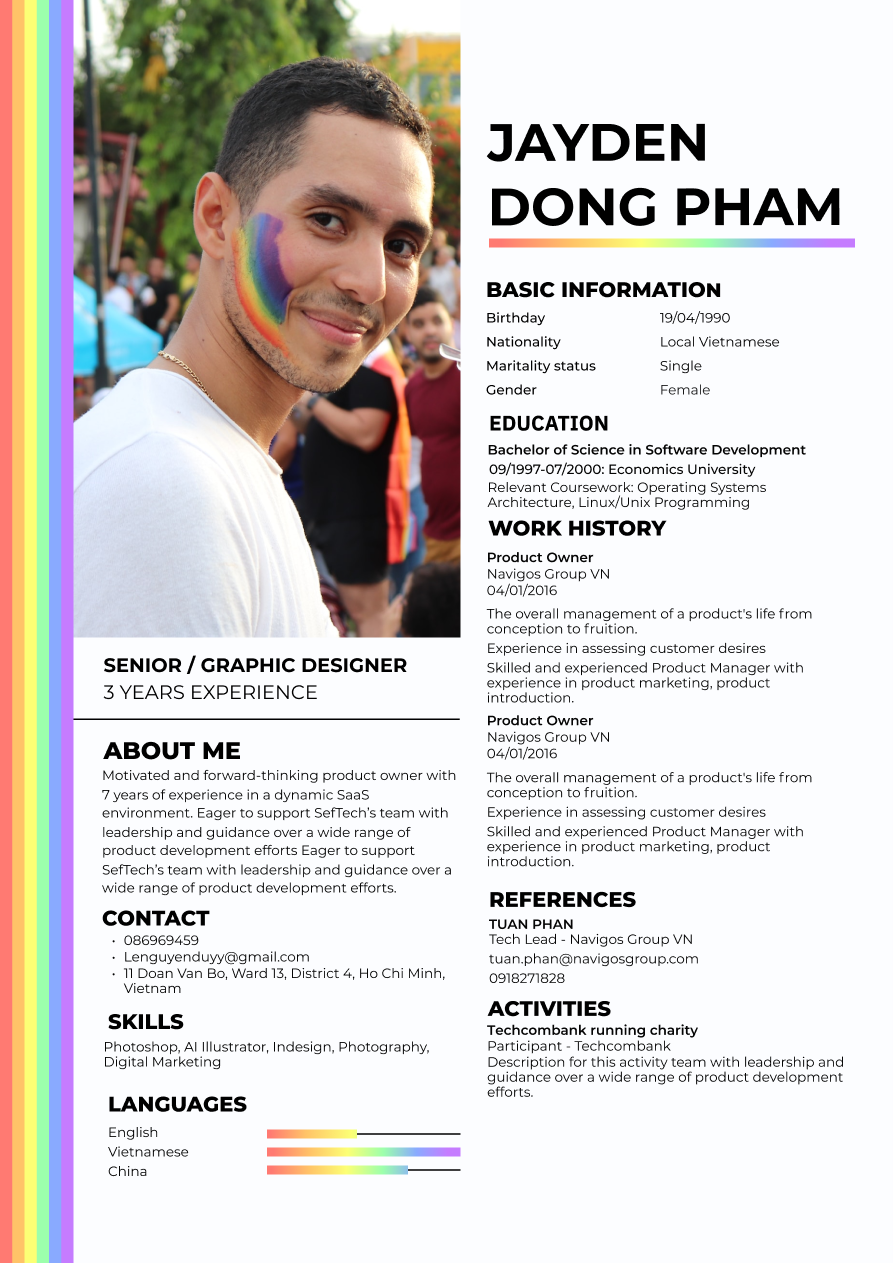 JAYDEN
DONG PHAM
SENIOR / GRAPHIC DESIGNER
3 YEARS EXPERIENCE
ABOUT ME
Motivated and forward-thinking product owner with
7 years of experience in a dynamic SaaS
environment. Eager to support SefTech’s team with
leadership and guidance over a wide range of
product development efforts Eager to support
SefTech’s team with leadership and guidance over a
wide range of product development efforts.
CONTACT
• 086969459
• Lenguyenduyy@gmail.com
• 11 Doan Van Bo, Ward 13, District 4, Ho Chi Minh,
Vietnam
SKILLS
Photoshop, AI Illustrator, Indesign, Photography,
Digital Marketing
LANGUAGES
English
Vietnamese
China
BASIC INFORMATION
Birthday 19/04/1990
Nationality Local Vietnamese
Maritality status Single
Gender Female
EDUCATION
Bachelor of Science in Software Development
09/1997-07/2000: Economics University
Relevant Coursework: Operating Systems
Architecture, Linux/Unix Programming
WORK HISTORY
Product Owner
Navigos Group VN
04/01/2016
The overall management of a product's life from
conception to fruition.
Experience in assessing customer desires
Skilled and experienced Product Manager with
experience in product marketing, product
introduction.
Product Owner
Navigos Group VN
04/01/2016
The overall management of a product's life from
conception to fruition.
Experience in assessing customer desires
Skilled and experienced Product Manager with
experience in product marketing, product
introduction.
REFERENCES
TUAN PHAN
Tech Lead - Navigos Group VN
tuan.phan@navigosgroup.com
0918271828
ACTIVITIES
Techcombank running charity
Participant - Techcombank
Description for this activity team with leadership and
guidance over a wide range of product development
efforts.